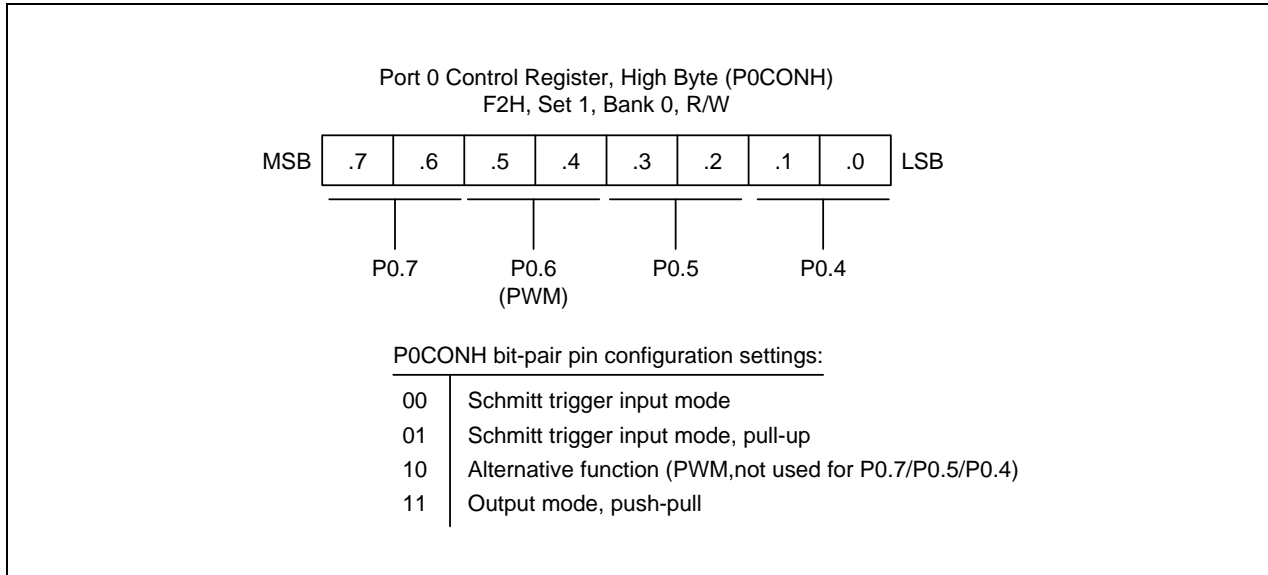 Port 0 Control Register, High Byte (P0CONH)
F2H, Set 1, Bank 0, R/W
MSB .7 .6 .5 .4 .3 .2 .1 .0 LSB
P0.7 P0.6 P0.5 P0.4
(PWM)
P0CONH bit-pair pin configuration settings:
00 Schmitt trigger input mode
01 Schmitt trigger input mode, pull-up
10 Alternative function (PWM,not used for P0.7/P0.5/P0.4)
11 Output mode, push-pull